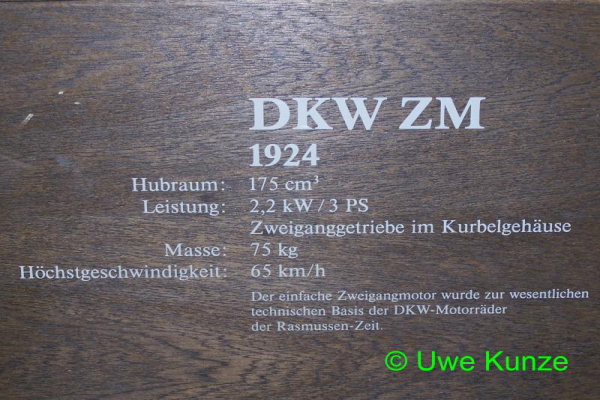 DKW ZM
1924
Hubraum: 175 cm³
Leistung: 2,2 kW / 3 PS
Zweiganggetriebe im Kurbelgehäuse
Masse: 75 kg
Höchstgeschwindigkeit: 65 km/h
Der einfache Zweigangmotor wurde zur wesentlichen
technischen Basis der DKW-Motorräder
der Rasmussen-Zeit.
© Uwe Kunze